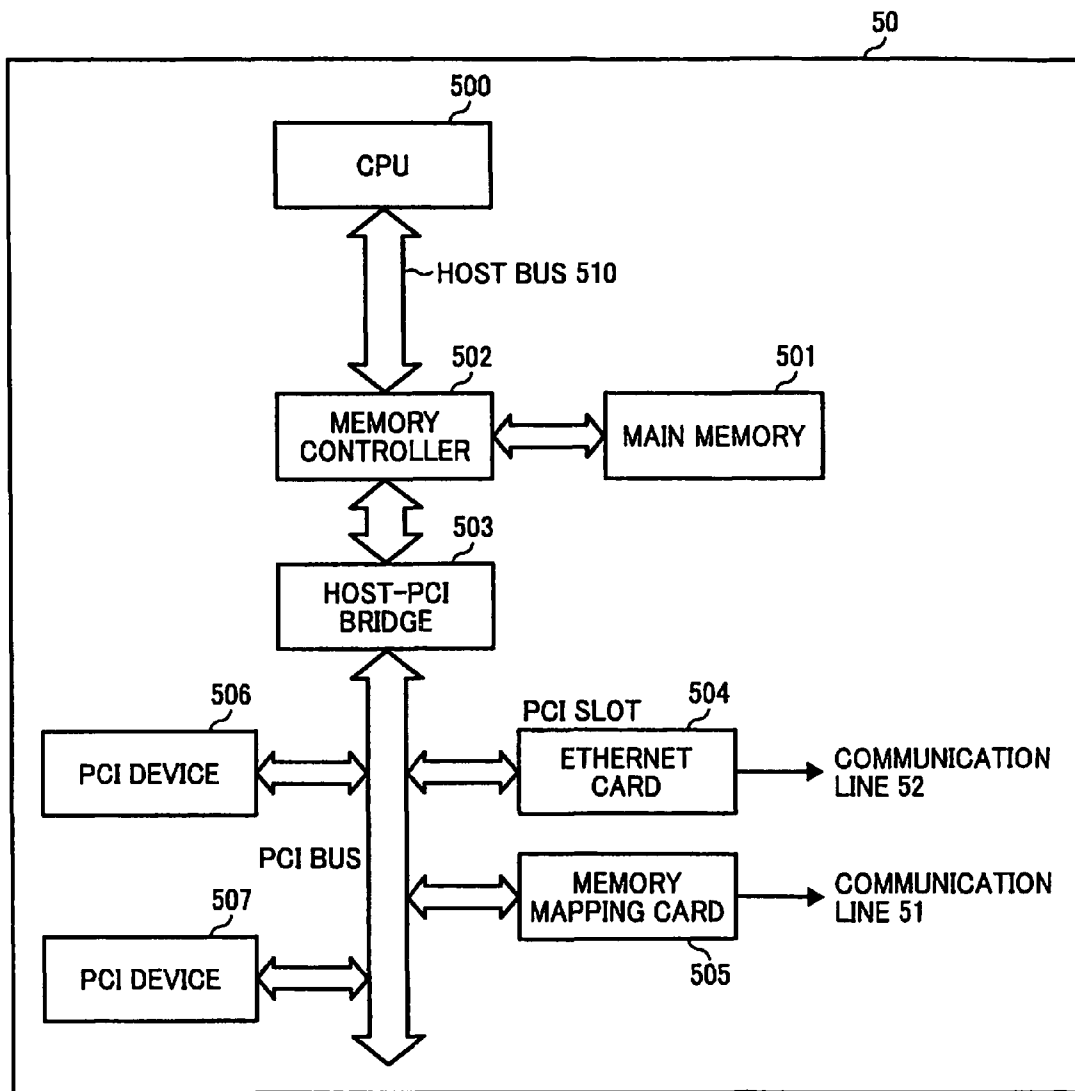 50
500
CPU
HOST BUS 510
502
501
MEMORY
CONTROLLER
MAIN MEMORY
503
HOST-PCI
BRIDGE
506
PCI SLOT
504
PCI DEVICE
ETHERNET
CARD
COMMUNICATION
LINE 52
PCI BUS
507
MEMORY
MAPPING CARD
COMMUNICATION
LINE 51
PCI DEVICE
505